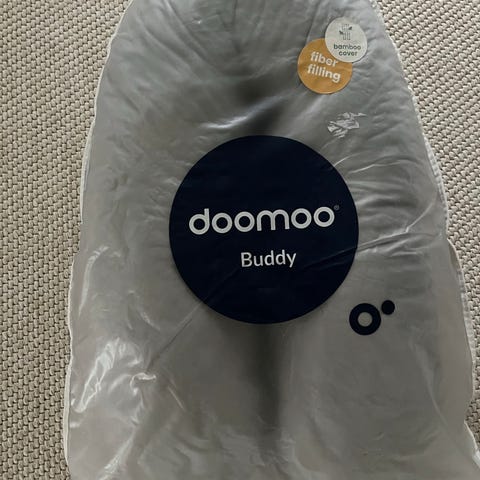 bamboo
cover
fiber
filling
doomoo®
Buddy